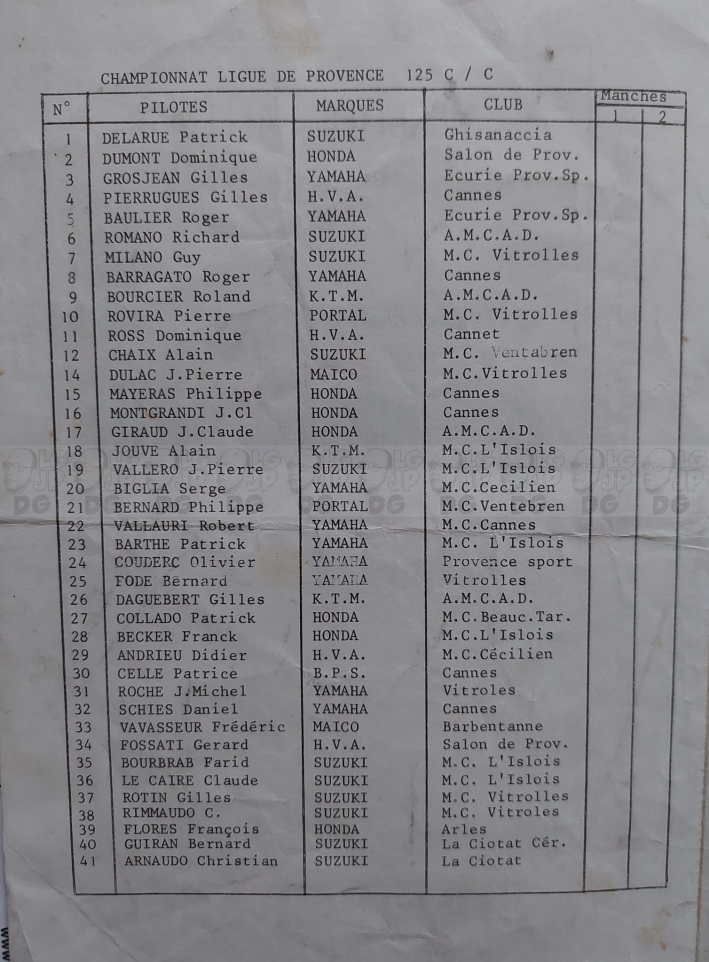 CHAMPIONNAT LIGUE DE PROVENCE 125 C / C
N° PILOTES MARQUES CLUB Manches
1 2
1 DELARUE Patrick SUZUKI Ghisanaccia
2 DUMONT Dominique HONDA Salon de Prov.
3 GROSJEAN Gilles YAMAHA Ecurie Prov.Sp.
4 PIERRUGUES Gilles H.V.A. Cannes
5 BAULIER Roger YAMAHA Ecurie Prov.Sp.
6 ROMANO Richard SUZUKI A.M.C.A.D.
7 MILANO Guy SUZUKI M.C. Vitrolles
8 BARRAGATO Roger YAMAHA Cannes
9 BOURCIER Roland K.T.M. A.M.C.A.D.
10 ROVIRA Pierre PORTAL M.C. Vitrolles
11 ROSS Dominique H.V.A. Cannet
12 CHAIX Alain SUZUKI M.C. Ventabren
14 DULAC J.Pierre MAICO M.C.Vitrolles
15 MAYERAS Philippe HONDA Cannes
16 MONTGRANDI J.Cl HONDA Cannes
17 GIRAUD J.Claude HONDA A.M.C.A.D.
18 JOUVE Alain K.T.M. M.C.L'Islois
19 VALLERO J.Pierre SUZUKI M.C.L'Islois
20 BIGLIA Serge YAMAHA M.C.Cecilien
21 BERNARD Philippe PORTAL M.C.Ventebren
22 VALLAURI Robert YAMAHA M.C.Cannes
23 BARTHE Patrick YAMAHA M.C. L'Islois
24 COUDERC Olivier YAMAHA Provence sport
25 FODE Bernard YAMAHA Vitrolles
26 DAGUEBERT Gilles K.T.M. A.M.C.A.D.
27 COLLADO Patrick HONDA M.C.Beauc.Tar.
28 BECKER Franck HONDA M.C.L'Islois
29 ANDRIEU Didier H.V.A. M.C.Cécilien
30 CELLE Patrice B.P.S. Cannes
31 ROCHE J.Michel YAMAHA Vitroles
32 SCHIES Daniel YAMAHA Cannes
33 VAVASSEUR Frédéric MAICO Barbentanne
34 FOSSATI Gerard H.V.A. Salon de Prov.
35 BOURBRAB Farid SUZUKI M.C. L'Islois
36 LE CAIRE Claude SUZUKI M.C. L'Islois
37 ROTIN Gilles SUZUKI M.C. Vitrolles
38 RIMMAUDO C. SUZUKI M.C. Vitroles
39 FLORES François HONDA Arles
40 GUIRAN Bernard SUZUKI La Ciotat Cér.
41 ARNAUDO Christian SUZUKI La Ciotat
www